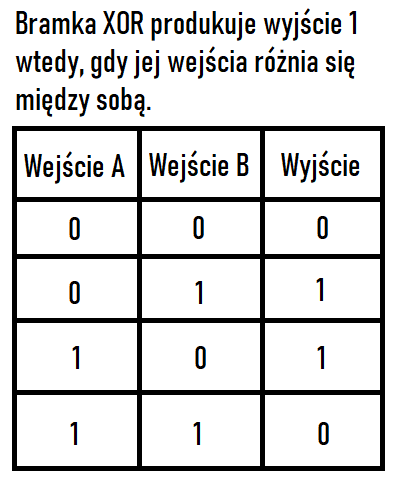 Bramka XOR produkuje wyjście 1
wtedy, gdy jej wejścia różnia się
między sobą.
Wejście A Wejście B Wyjście
0 0 0
0 1 1
1 0 1
1 1 0